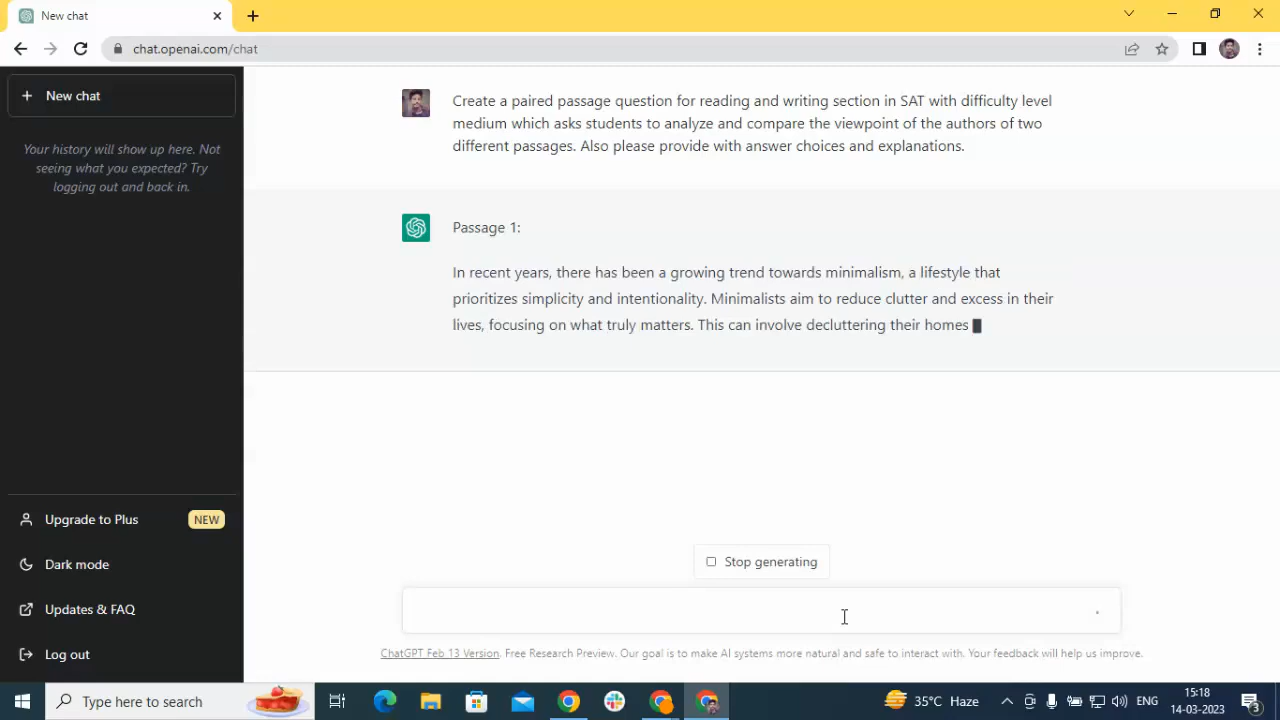 New chat
chat.openai.com/chat
New chat
Your history will show up here. Not
seeing what you expected? Try
logging out and back in.
Upgrade to Plus NEW
Dark mode
Updates & FAQ
Log out
Create a paired passage question for reading and writing section in SAT with difficulty level
medium which asks students to analyze and compare the viewpoint of the authors of two
different passages. Also please provide with answer choices and explanations.
Passage 1:
In recent years, there has been a growing trend towards minimalism, a lifestyle that
prioritizes simplicity and intentionality. Minimalists aim to reduce clutter and excess in their
lives, focusing on what truly matters. This can involve decluttering their homes
Stop generating
ChatGPT Feb 13 Version. Free Research Preview. Our goal is to make AI systems more natural and safe to interact with. Your feedback will help us improve.
Type here to search
35°C Haze
ENG
15:18
14-03-2023
3